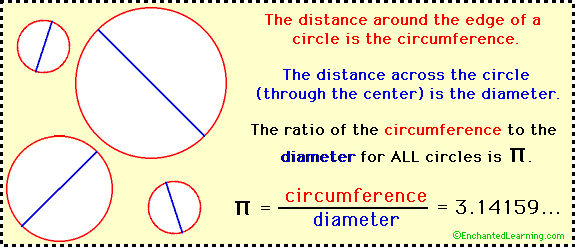 The distance around the edge of a
circle is the circumference.
The distance across the circle
(through the center) is the diameter.
The ratio of the circumference to the
diameter for ALL circles is π.
π = circumference/diameter = 3.14159...
©EnchantedLearning.com